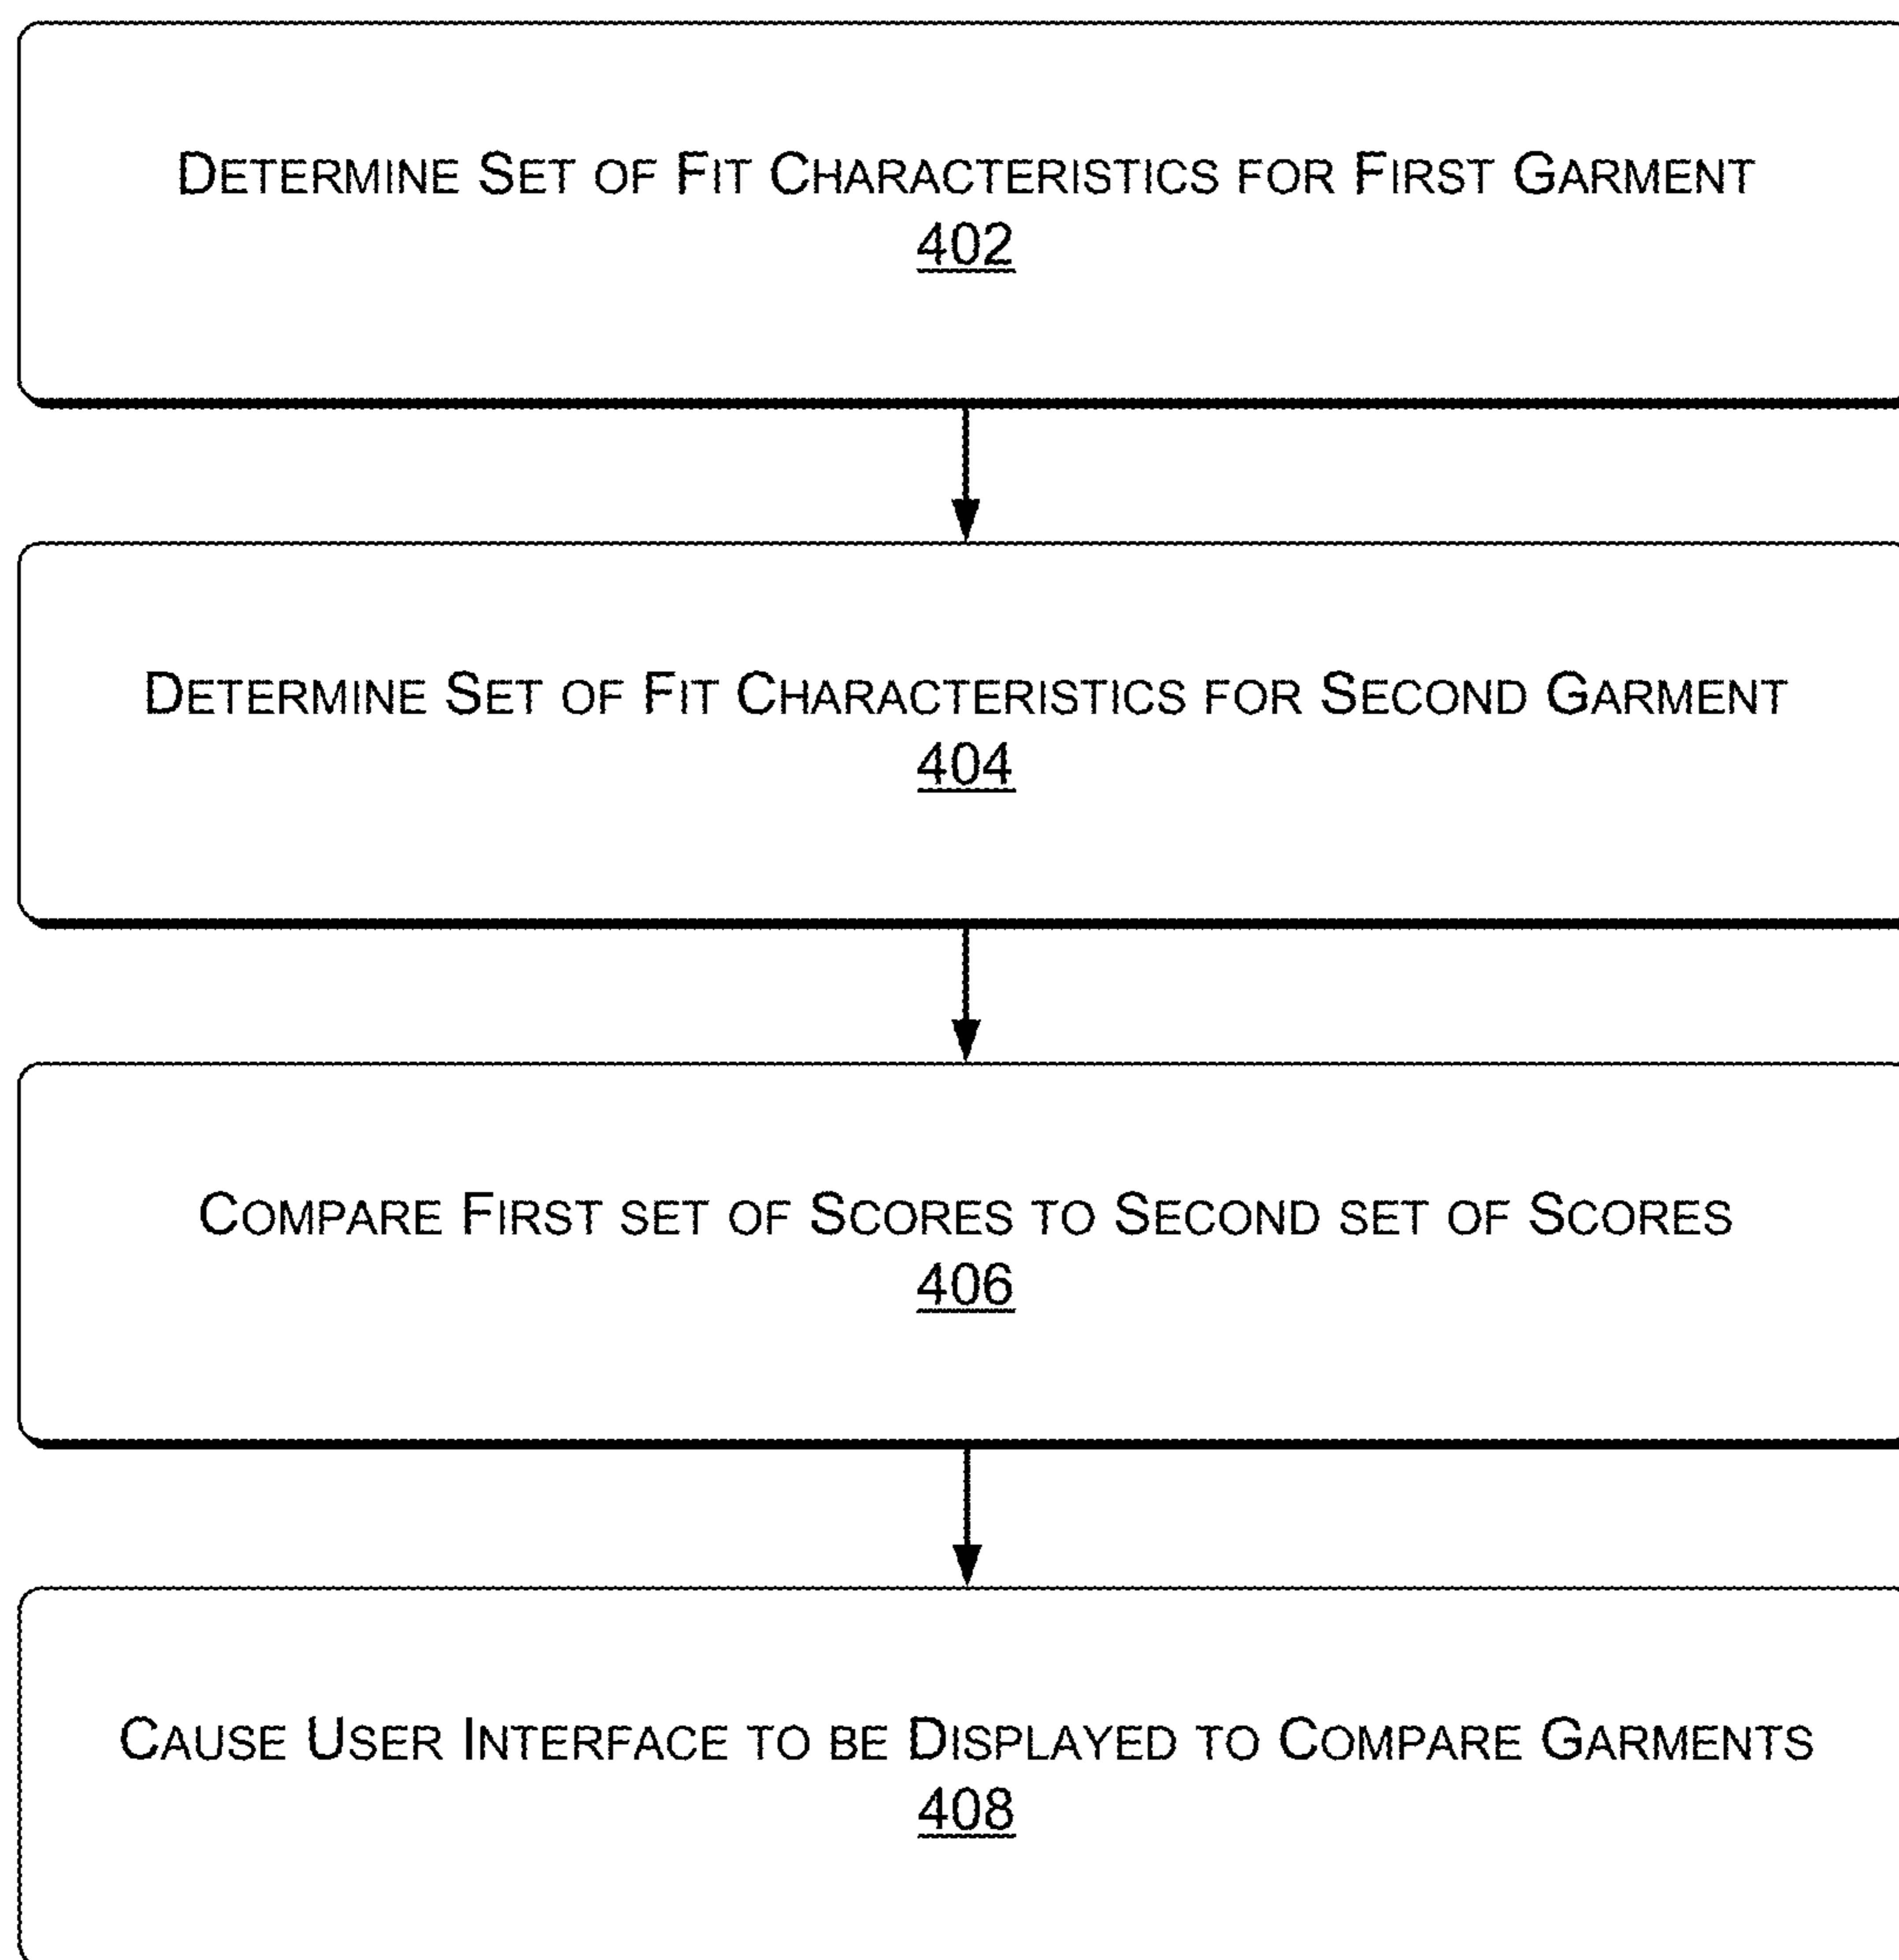 Determine Set of Fit Characteristics for First Garment
402
Determine Set of Fit Characteristics for Second Garment
404
Compare First set of Scores to Second set of Scores
406
Cause User Interface to be Displayed to Compare Garments
408